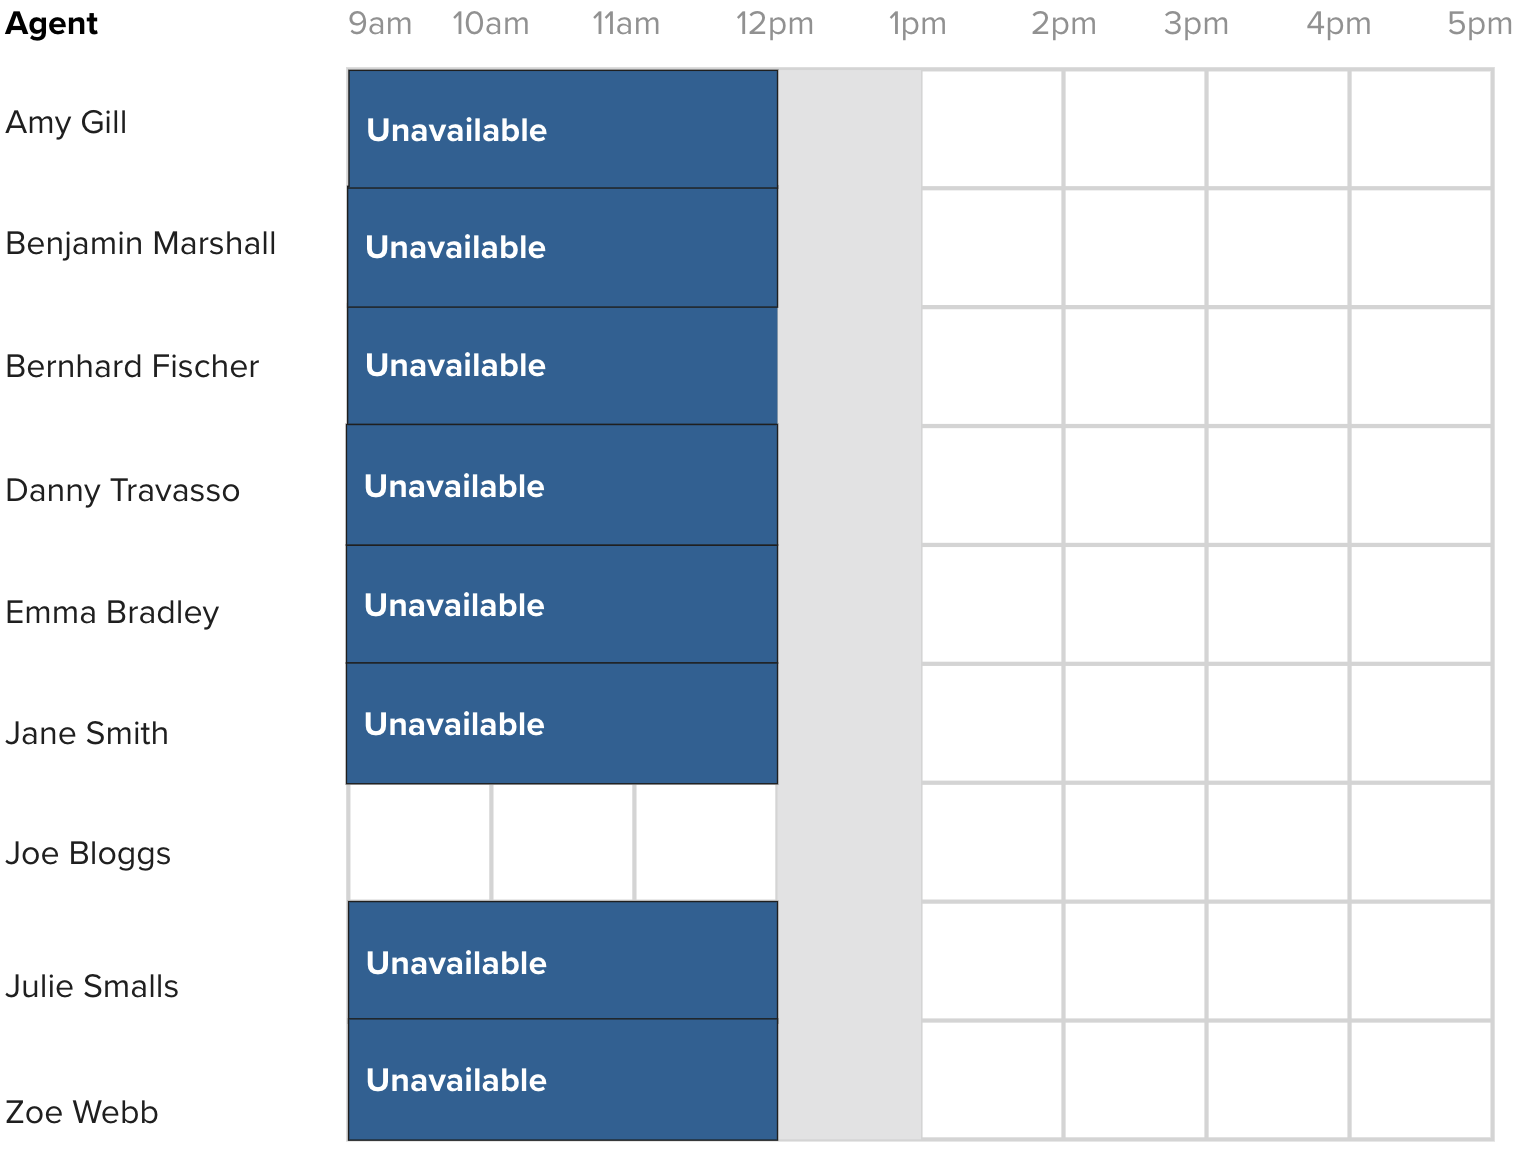 Agent 9am 10am 11am 12pm 1pm 2pm 3pm 4pm 5pm
Amy Gill Unavailable
Benjamin Marshall Unavailable
Bernhard Fischer Unavailable
Danny Travasso Unavailable
Emma Bradley Unavailable
Jane Smith Unavailable
Joe Bloggs
Julie Smalls Unavailable
Zoe Webb Unavailable